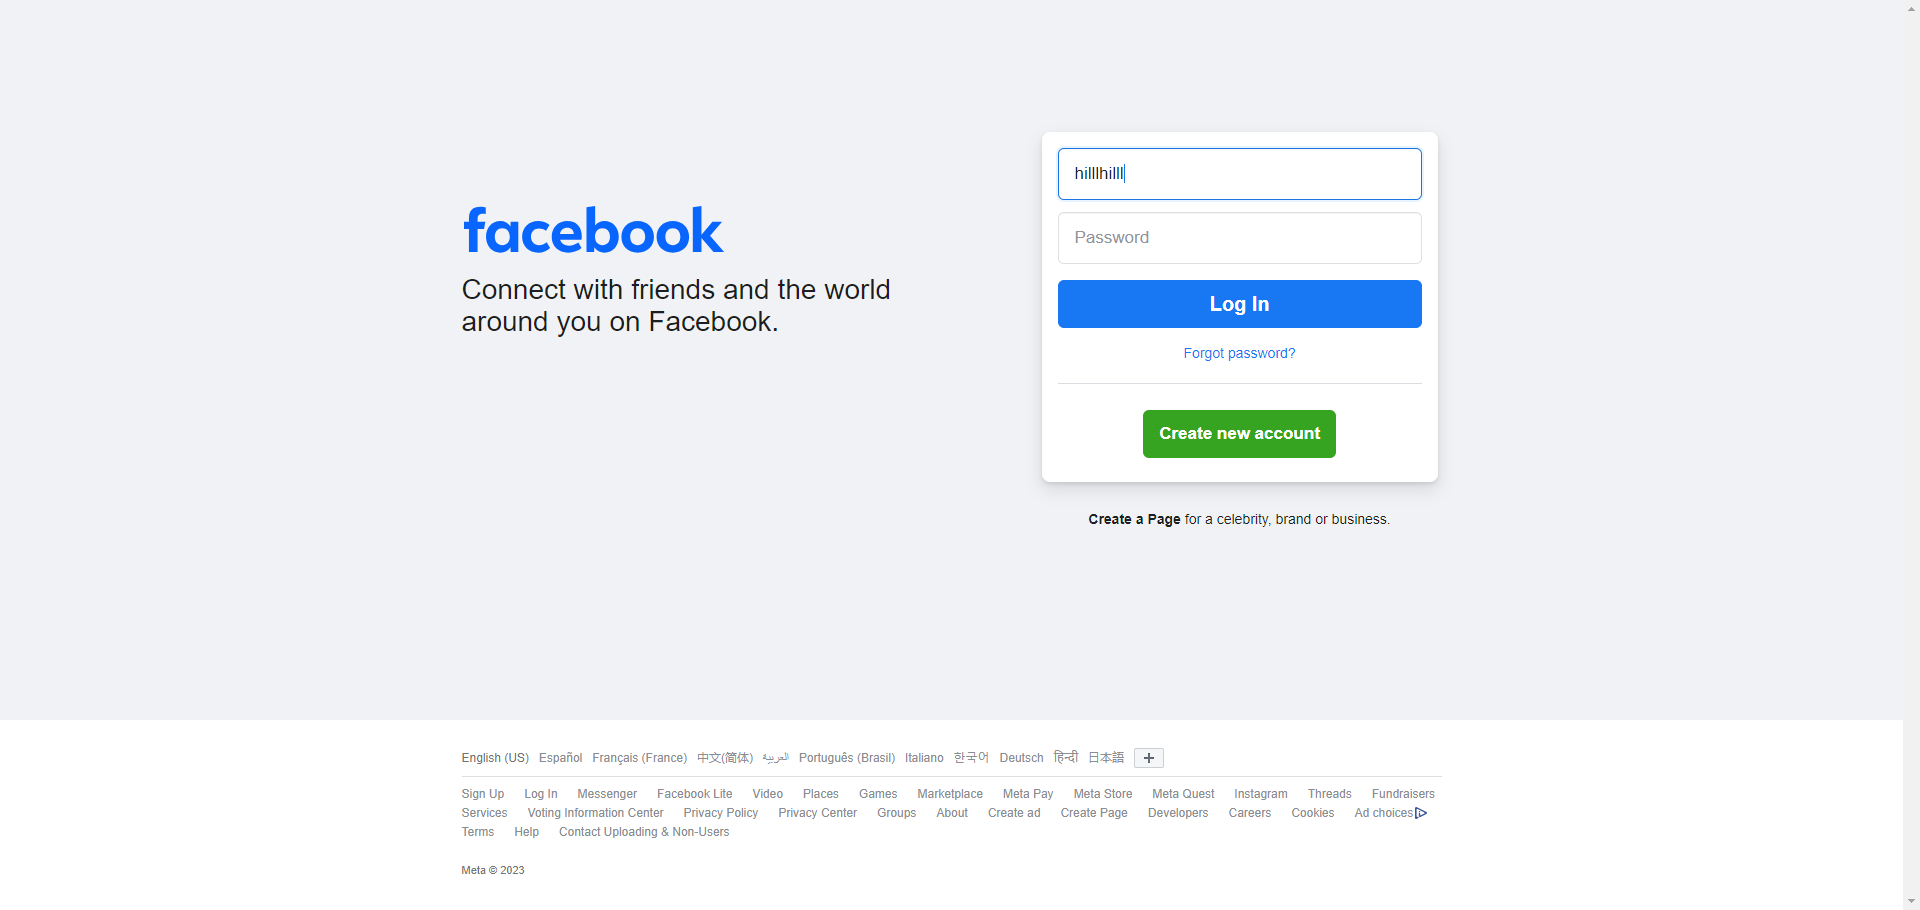 facebook
Connect with friends and the world
around you on Facebook.
hilllhilll
Password
Log In
Forgot password?
Create new account
Create a Page for a celebrity, brand or business.
English (US) Español Français (France) 中文(简体) العربية Português (Brasil) Italiano 한국어 Deutsch हिन्दी 日本語
Sign Up Log In Messenger Facebook Lite Video Places Games Marketplace Meta Pay Meta Store Meta Quest Instagram Threads Fundraisers
Services Voting Information Center Privacy Policy Privacy Center Groups About Create ad Create Page Developers Careers Cookies Ad choices
Terms Help Contact Uploading & Non-Users
Meta © 2023